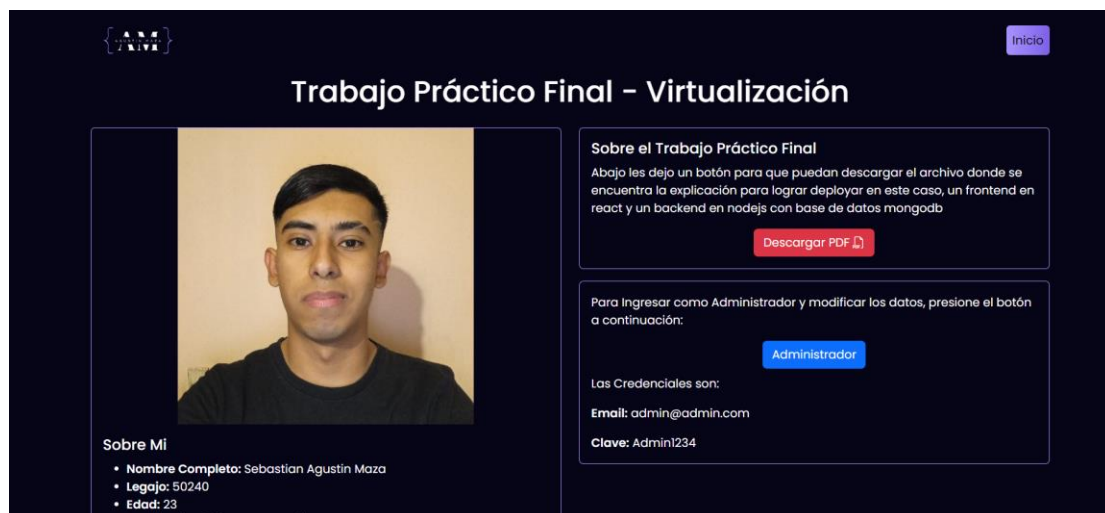 {AM}
Inicio
Trabajo Práctico Final - Virtualización
Sobre Mi
• Nombre Completo: Sebastian Agustin Maza
• Legajo: 50240
• Edad: 23
Sobre el Trabajo Práctico Final
Abajo les dejo un botón para que puedan descargar el archivo donde se
encuentra la explicación para lograr deployar en este caso, un frontend en
react y un backend en nodejs con base de datos mongodb
Descargar PDF
Para Ingresar como Administrador y modificar los datos, presione el botón
a continuación:
Administrador
Las Credenciales son:
Email: admin@admin.com
Clave: Admin1234